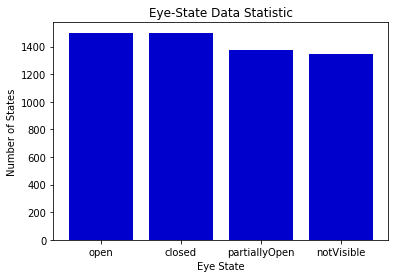 Eye-State Data Statistic
Number of States
1400
1200
1000
800
600
400
200
0
open closed partiallyOpen notVisible
Eye State